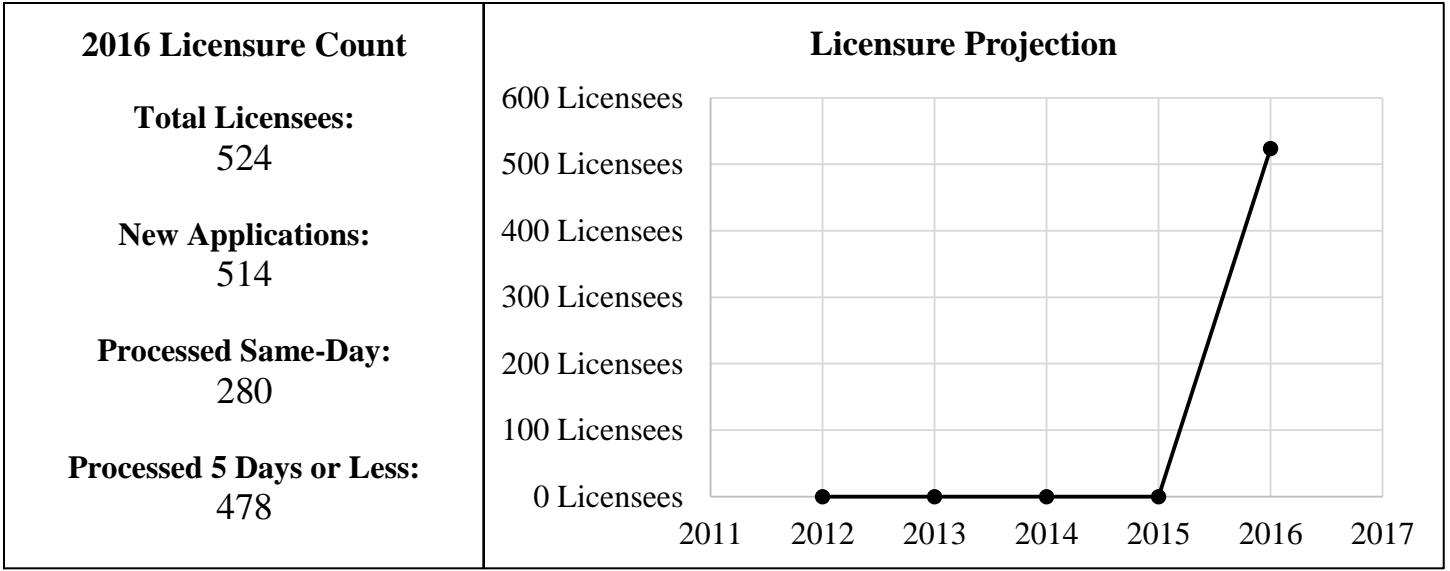 2016 Licensure Count
Total Licensees:
524
New Applications:
514
Processed Same-Day:
280
Processed 5 Days or Less:
478
Licensure Projection
600 Licensees
500 Licensees
400 Licensees
300 Licensees
200 Licensees
100 Licensees
0 Licensees
2011 2012 2013 2014 2015 2016 2017